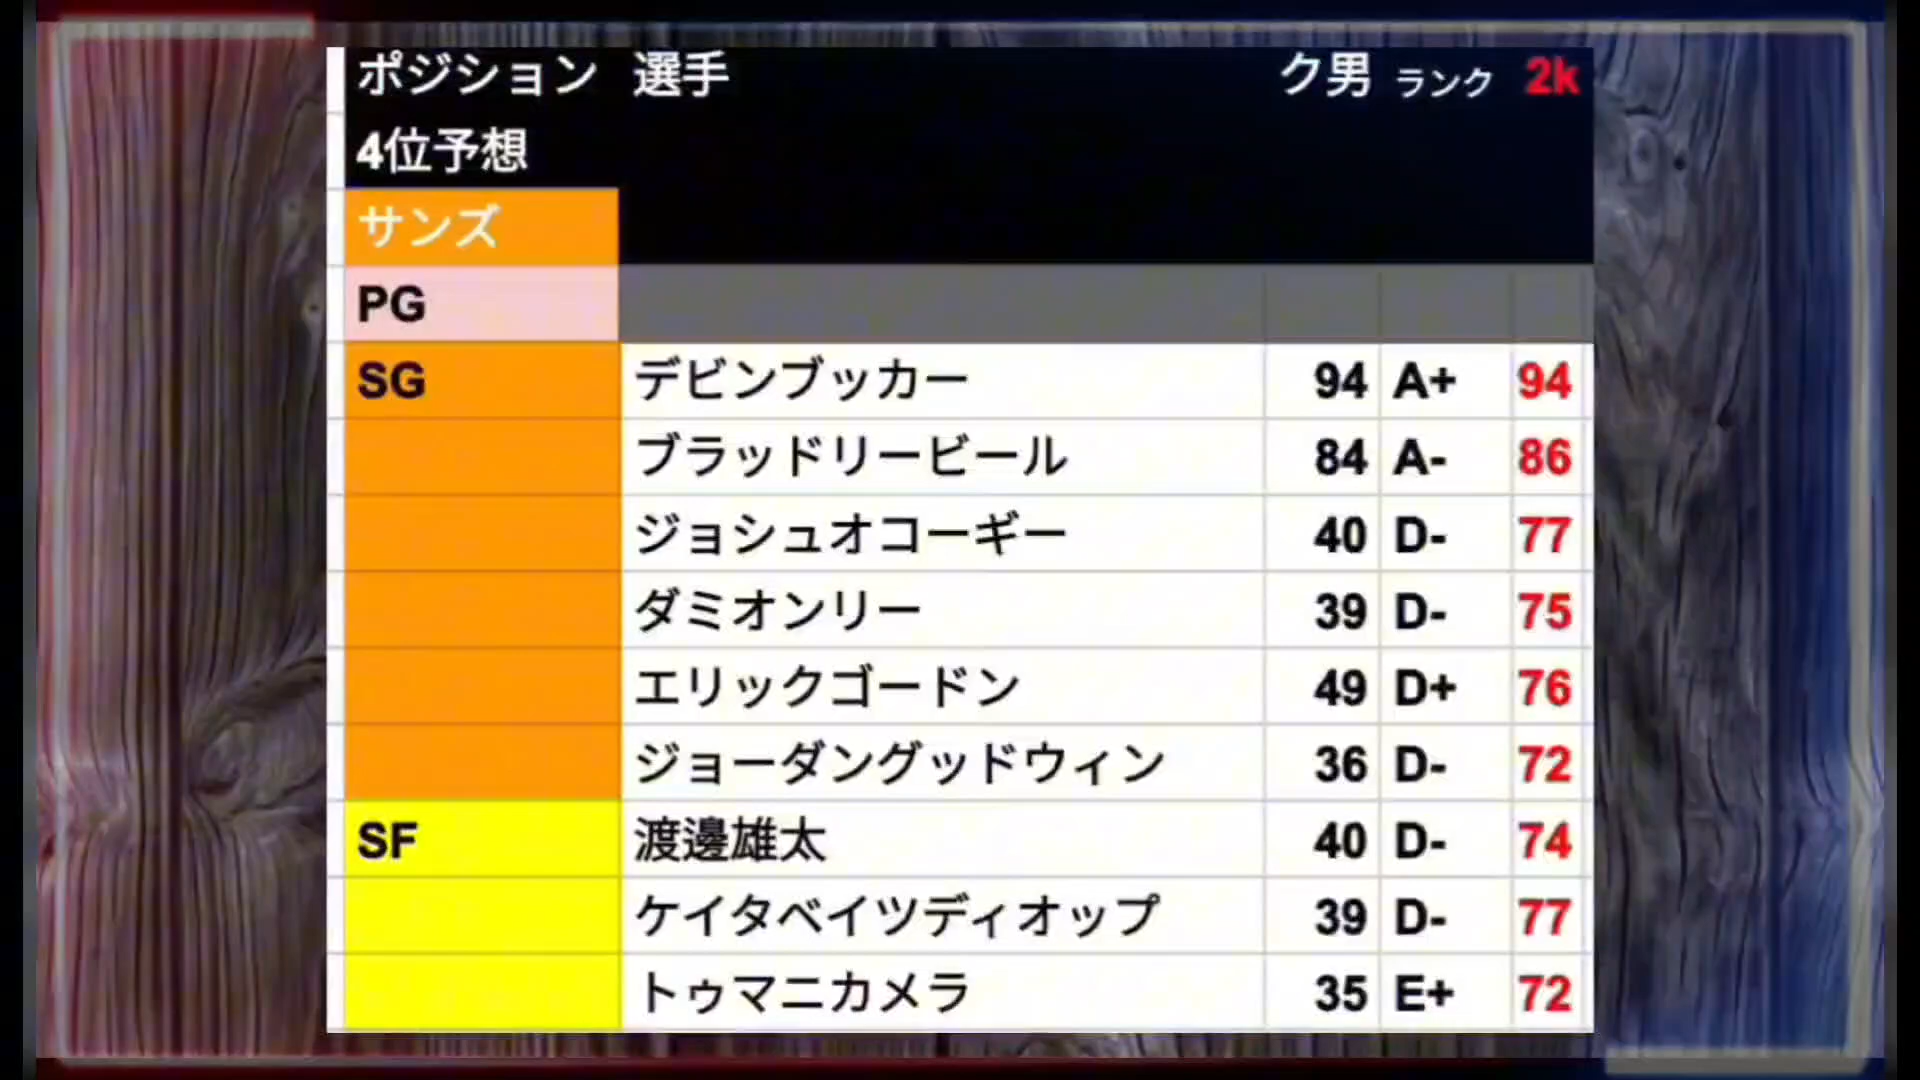 ポジション 選手 ク男 ランク 2k
4位予想
サンズ
PG
SG デビンブッカー 94 A+ 94
ブラッドリービール 84 A- 86
ジョシュオコーギー 40 D- 77
ダミオンリー 39 D- 75
エリックゴードン 49 D+ 76
ジョーダングッドウィン 36 D- 72
SF 渡邊雄太 40 D- 74
ケイタベイツディオップ 39 D- 77
トゥマニカメラ 35 E+ 72